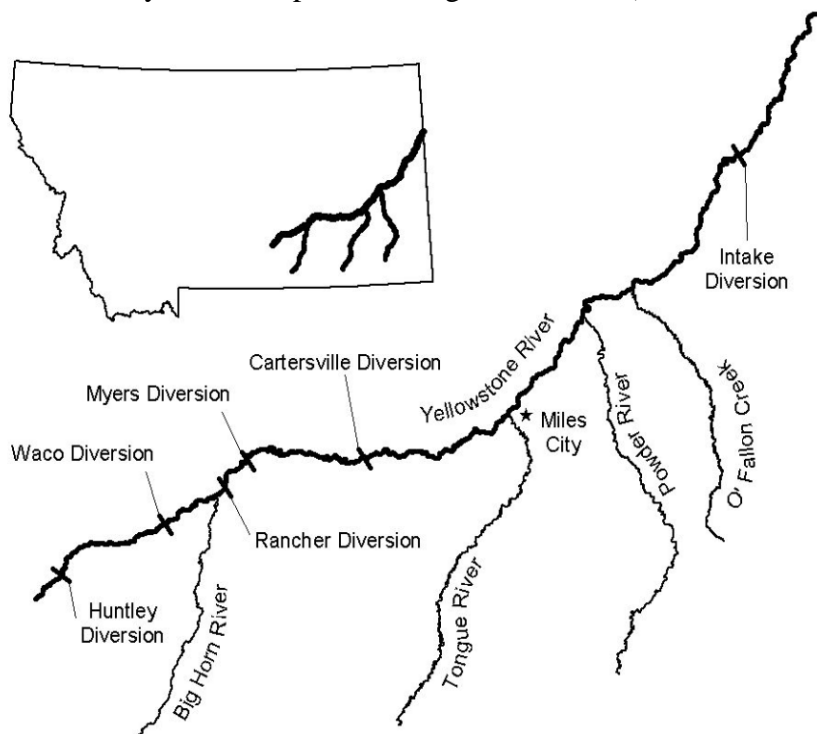 Intake
Diversion
Yellowstone River
Cartersville Diversion
Myers Diversion
Miles
City
Waco Diversion
Powder River
O' Fallon Creek
Rancher Diversion
Huntley
Diversion
Big Horn River
Tongue River